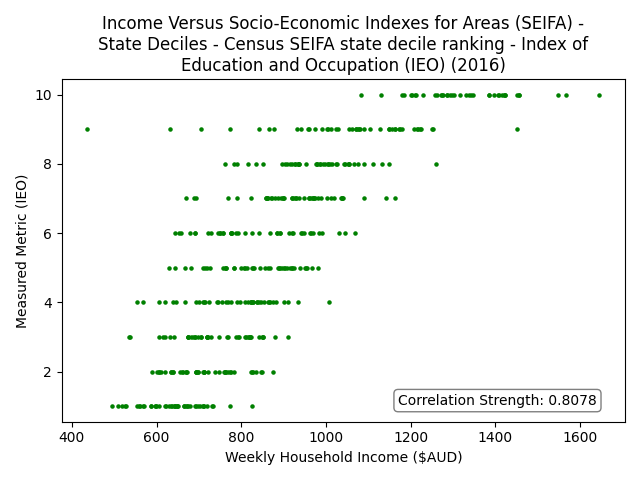 Income Versus Socio-Economic Indexes for Areas (SEIFA) -
State Deciles - Census SEIFA state decile ranking - Index of
Education and Occupation (IEO) (2016)
Measured Metric (IEO)
10
8
6
4
2
Correlation Strength: 0.8078
400 600 800 1000 1200 1400 1600
Weekly Household Income ($AUD)